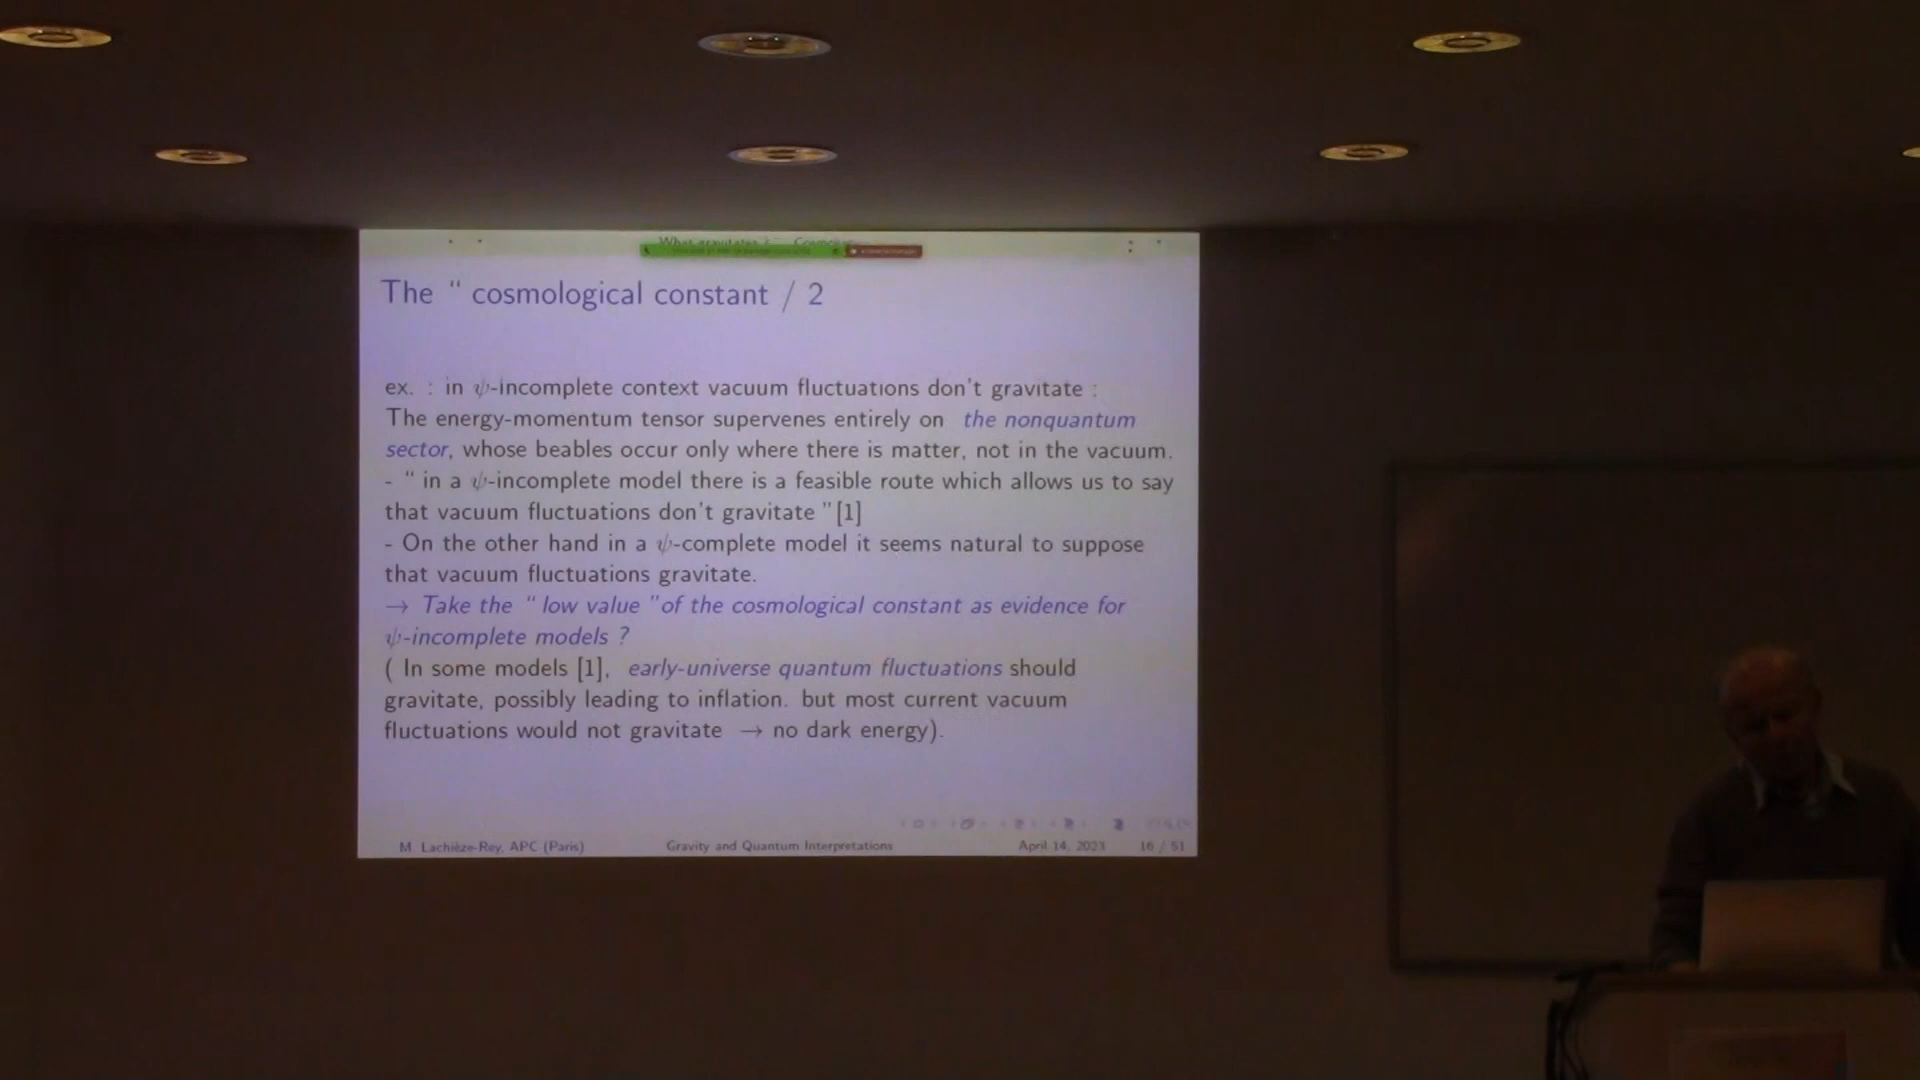 What gravitates ?
The “ cosmological constant / 2
ex. : in ψ-incomplete context vacuum fluctuations don't gravitate :
The energy-momentum tensor supervenes entirely on the nonquantum
sector, whose beables occur only where there is matter, not in the vacuum.
- “ in a ψ-incomplete model there is a feasible route which allows us to say
that vacuum fluctuations don't gravitate ”[1]
- On the other hand in a ψ-complete model it seems natural to suppose
that vacuum fluctuations gravitate.
→ Take the “ low value ”of the cosmological constant as evidence for
ψ-incomplete models ?
( In some models [1], early-universe quantum fluctuations should
gravitate, possibly leading to inflation. but most current vacuum
fluctuations would not gravitate → no dark energy).
M. Lachièze-Rey, APC (Paris) Gravity and Quantum Interpretations April 14, 2023 16 / 51